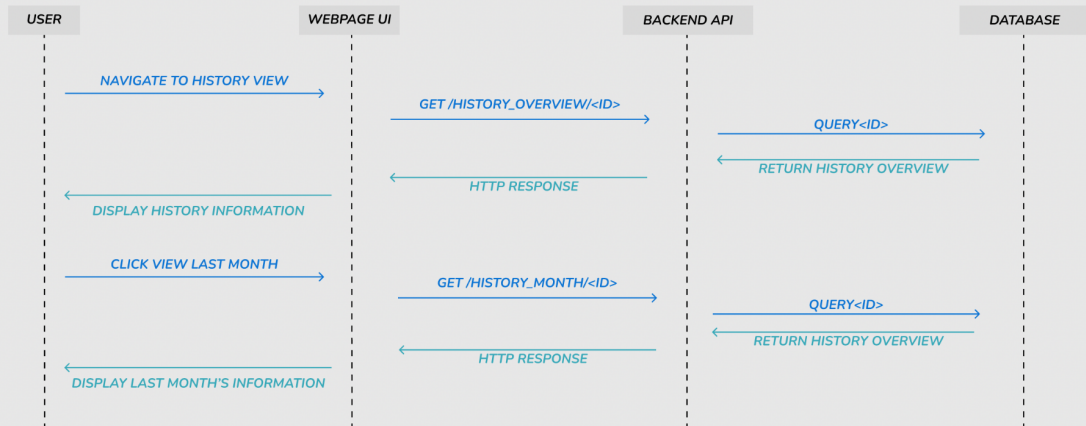 USER
WEBPAGE UI
BACKEND API
DATABASE
NAVIGATE TO HISTORY VIEW
GET /HISTORY_OVERVIEW/<ID>
QUERY<ID>
RETURN HISTORY OVERVIEW
HTTP RESPONSE
DISPLAY HISTORY INFORMATION
CLICK VIEW LAST MONTH
GET /HISTORY_MONTH/<ID>
QUERY<ID>
RETURN HISTORY OVERVIEW
HTTP RESPONSE
DISPLAY LAST MONTH'S INFORMATION